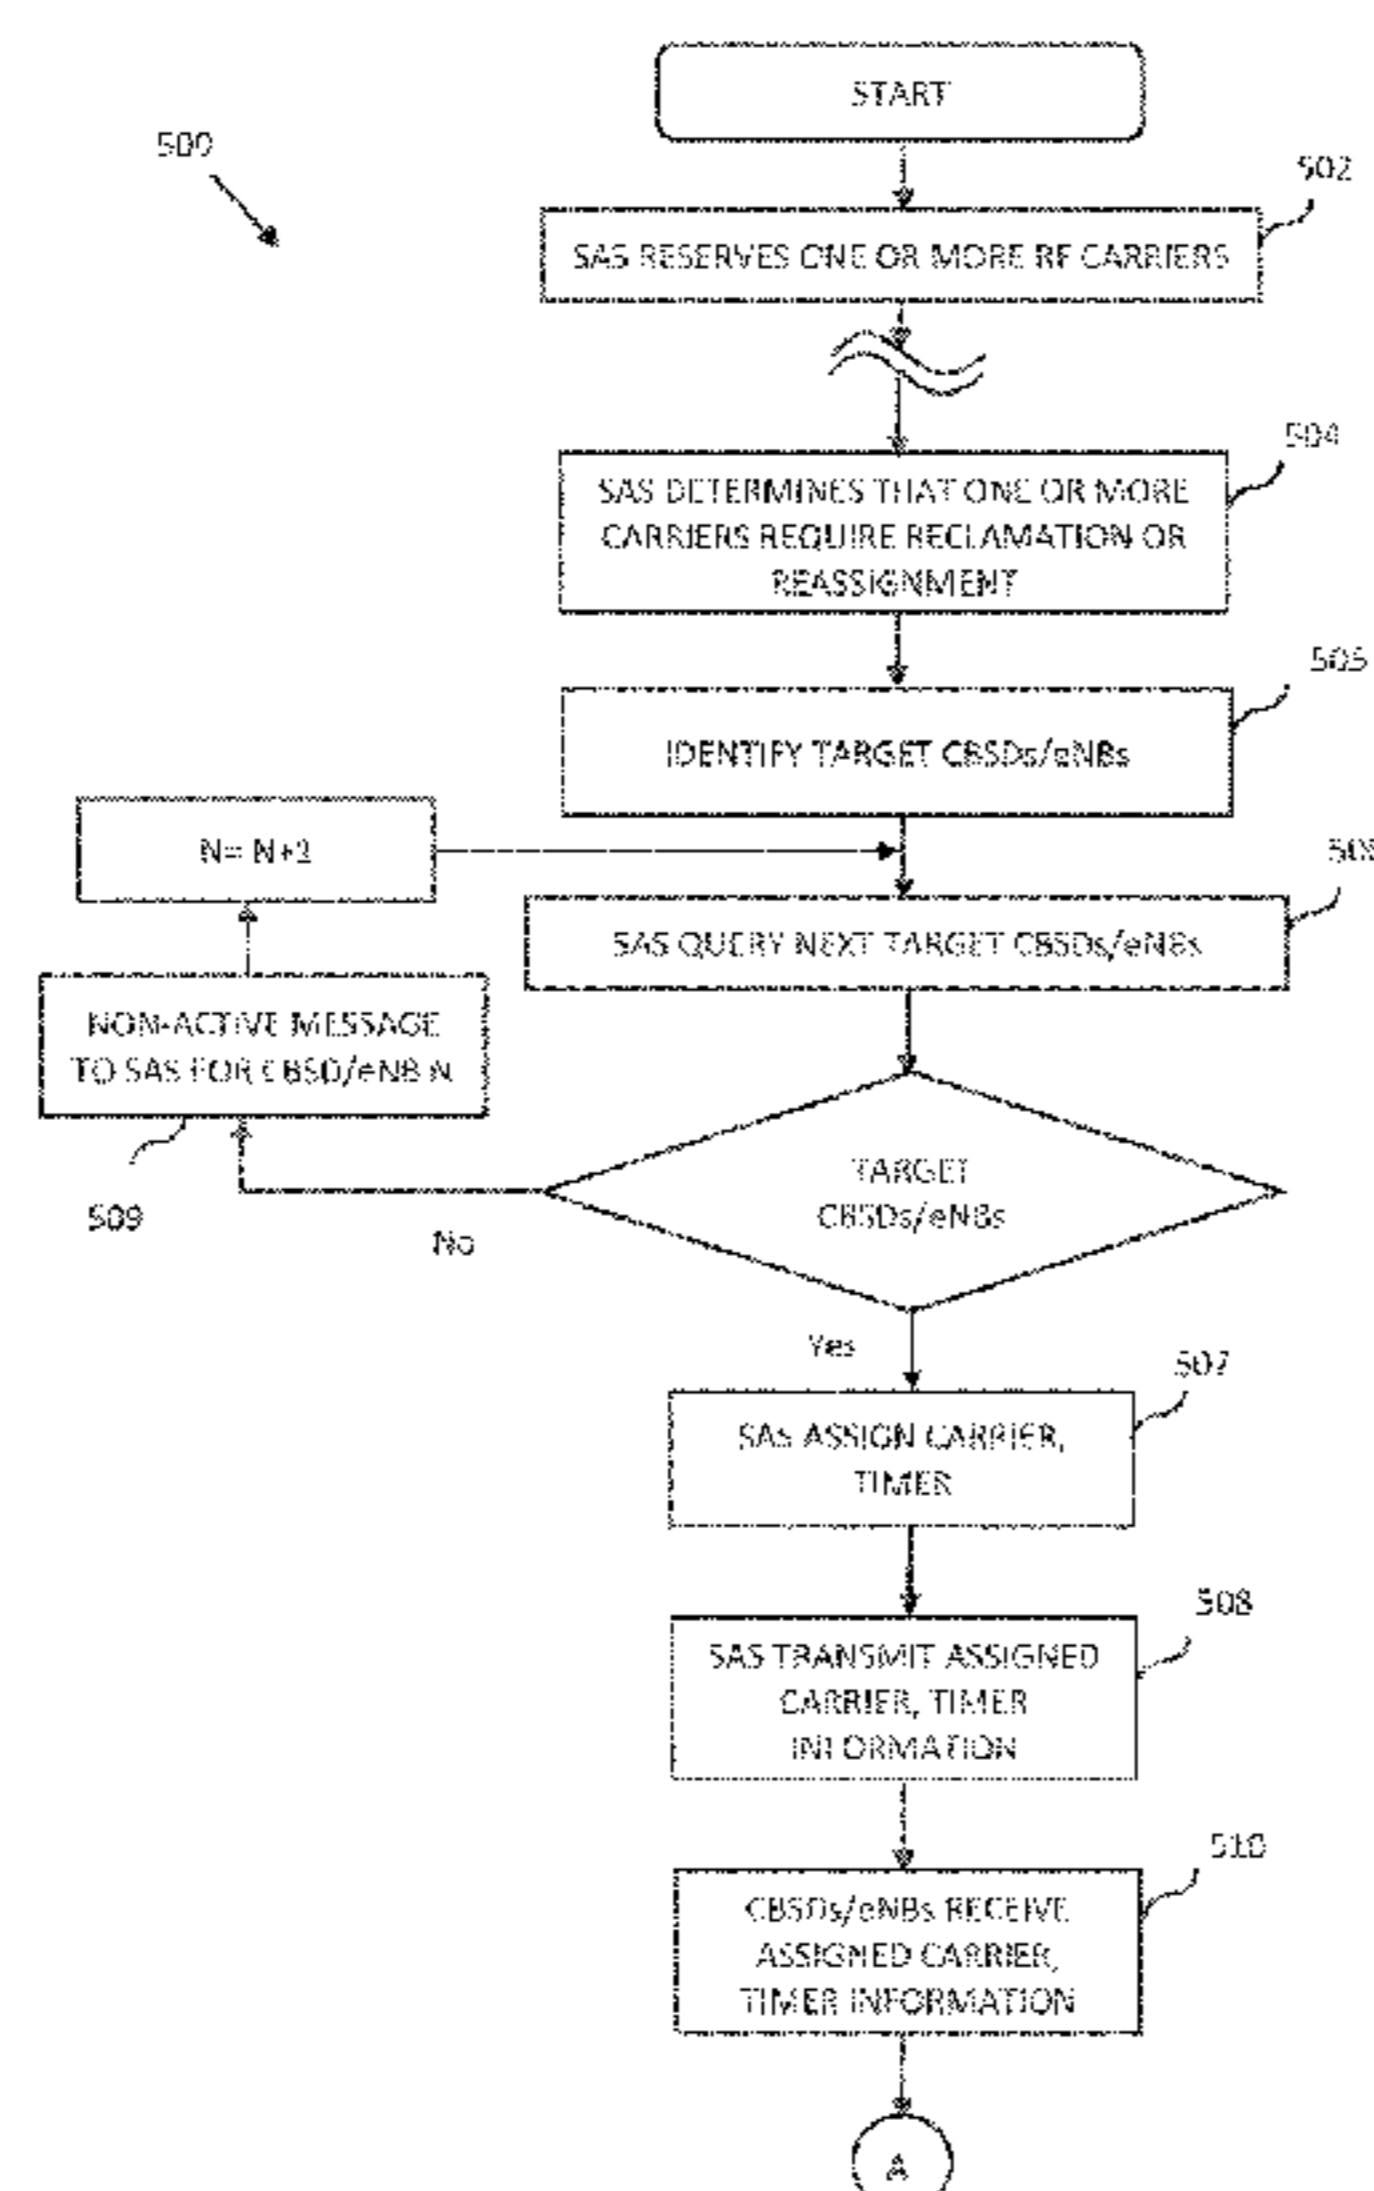 START
500
502
SAS RESERVES ONE OR MORE RF CARRIERS
504
SAS DETERMINES THAT ONE OR MORE
CARRIERS REQUIRE RECLAMATION OR
REASSIGNMENT
505
IDENTIFY TARGET CBSDs/eNBs
SAS QUERY NEXT TARGET CBSDs/eNBs
NON-ACTIVE MESSAGE
TO SAS FOR CBSD/eNB N
509
No
TARGET
CBSDs/eNBs
Yes
507
SAS ASSIGN CARRIER,
TIMER
508
SAS TRANSMIT ASSIGNED
CARRIER, TIMER
INFORMATION
510
CBSDs/eNBs RECEIVE
ASSIGNED CARRIER,
TIMER INFORMATION
A